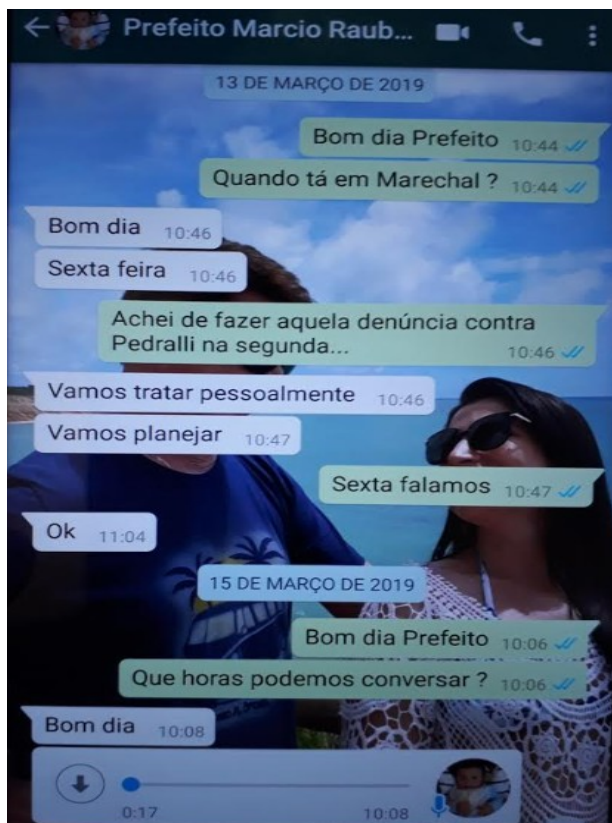 Prefeito Marcio Raub...
13 DE MARÇO DE 2019
Bom dia Prefeito 10:44
Quando tá em Marechal ? 10:44
Bom dia 10:46
Sexta feira 10:46
Achei de fazer aquela denúncia contra
Pedralli na segunda... 10:46
Vamos tratar pessoalmente 10:46
Vamos planejar 10:47
Sexta falamos 10:47
Ok 11:04
15 DE MARÇO DE 2019
Bom dia Prefeito 10:06
Que horas podemos conversar ? 10:06
Bom dia 10:08
0:17 10:08